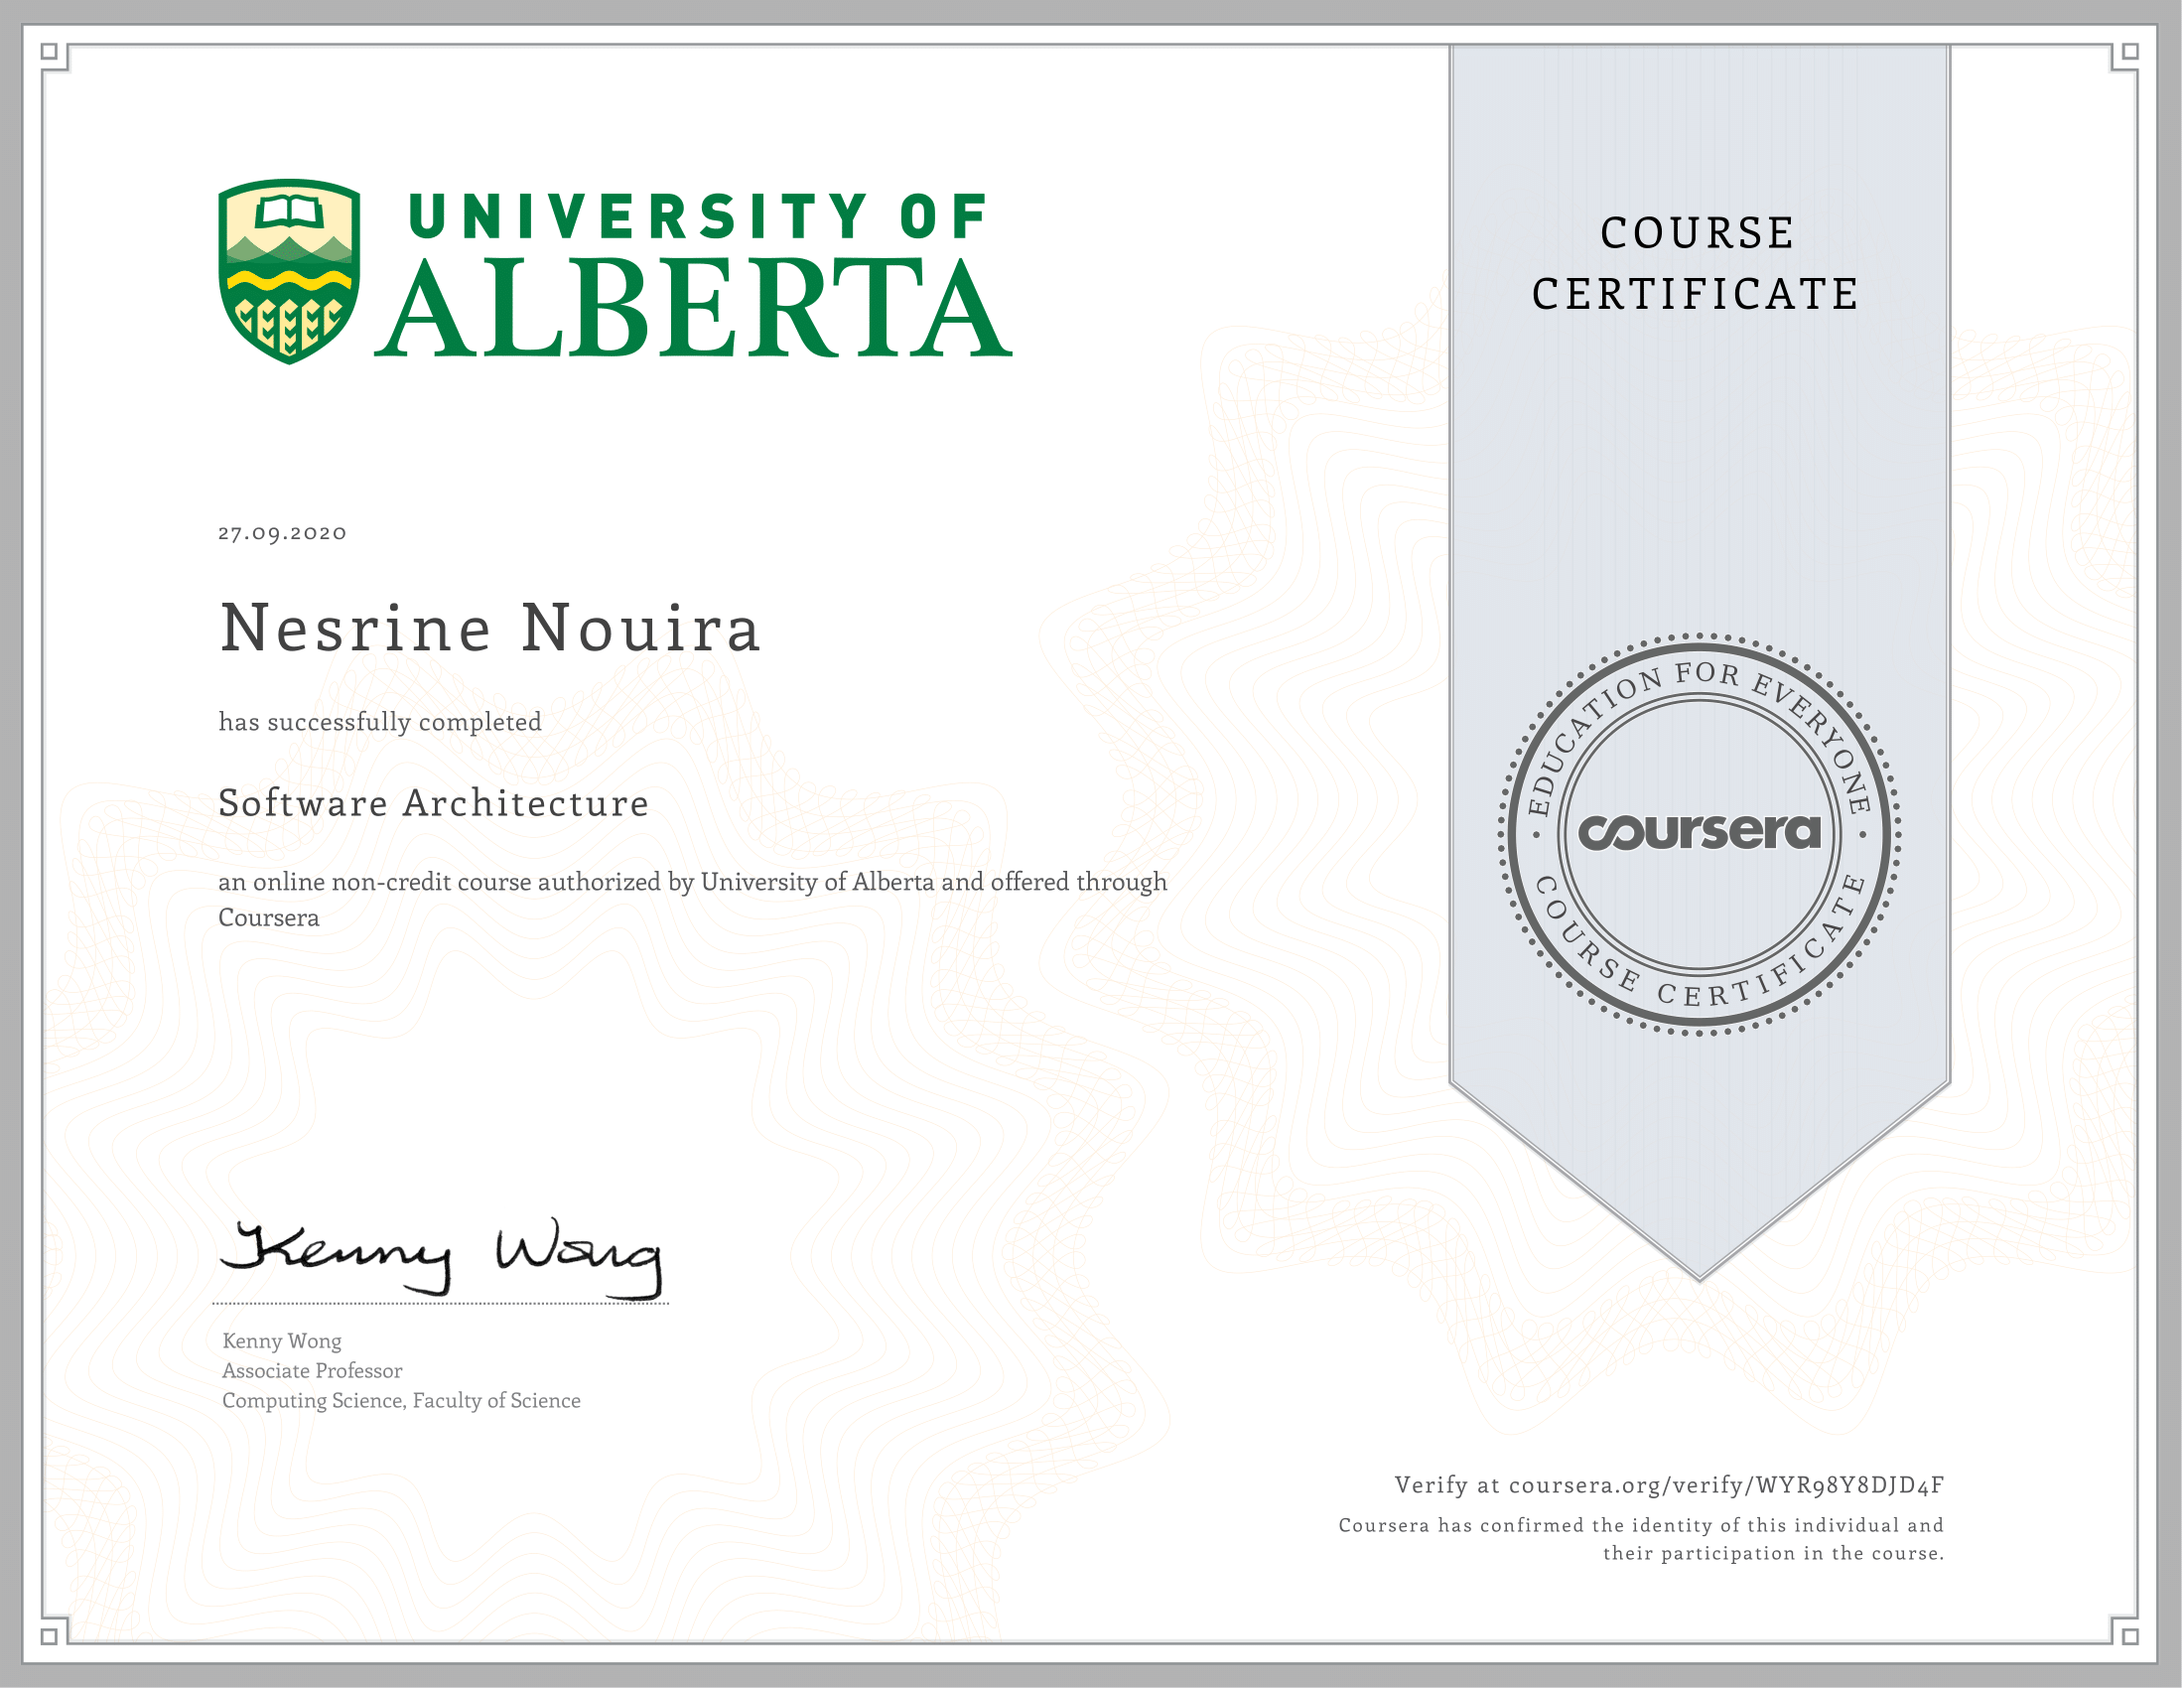 UNIVERSITY OF
ALBERTA
COURSE
CERTIFICATE
27.09.2020
Nesrine Nouira
has successfully completed
Software Architecture
an online non-credit course authorized by University of Alberta and offered through
Coursera
EDUCATION FOR EVERYONE
coursera
COURSE CERTIFICATE
Kenny Wong
Kenny Wong
Associate Professor
Computing Science, Faculty of Science
Verify at coursera.org/verify/WYR98Y8DJD4F
Coursera has confirmed the identity of this individual and
their participation in the course.